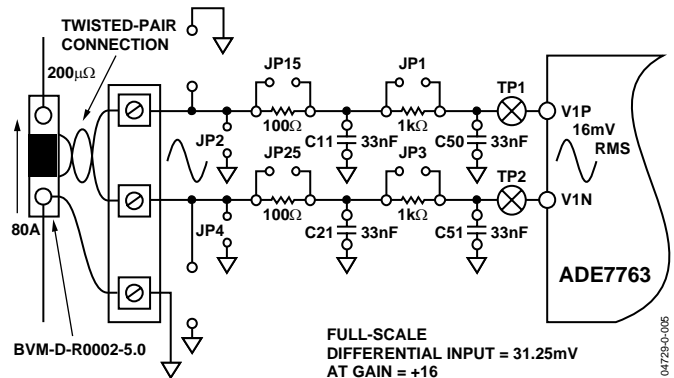 TWISTED-PAIR
CONNECTION
200μΩ
80A
BVM-D-R0002-5.0
JP2
JP4
JP15
100Ω
C11
33nF
JP1
1kΩ
C50
33nF
TP1
JP25
100Ω
C21
33nF
JP3
1kΩ
C51
33nF
TP2
V1P
16mV
RMS
V1N
ADE7763
FULL-SCALE
DIFFERENTIAL INPUT = 31.25mV
AT GAIN = +16
04729-0-005